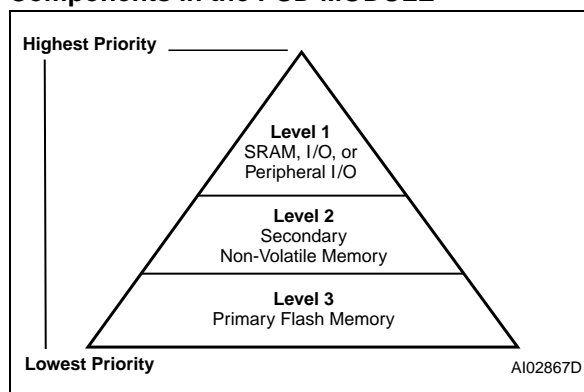 Components in the PSD MODULE
Highest Priority
Level 1
SRAM, I/O, or
Peripheral I/O
Level 2
Secondary
Non-Volatile Memory
Level 3
Primary Flash Memory
Lowest Priority
AI02867D